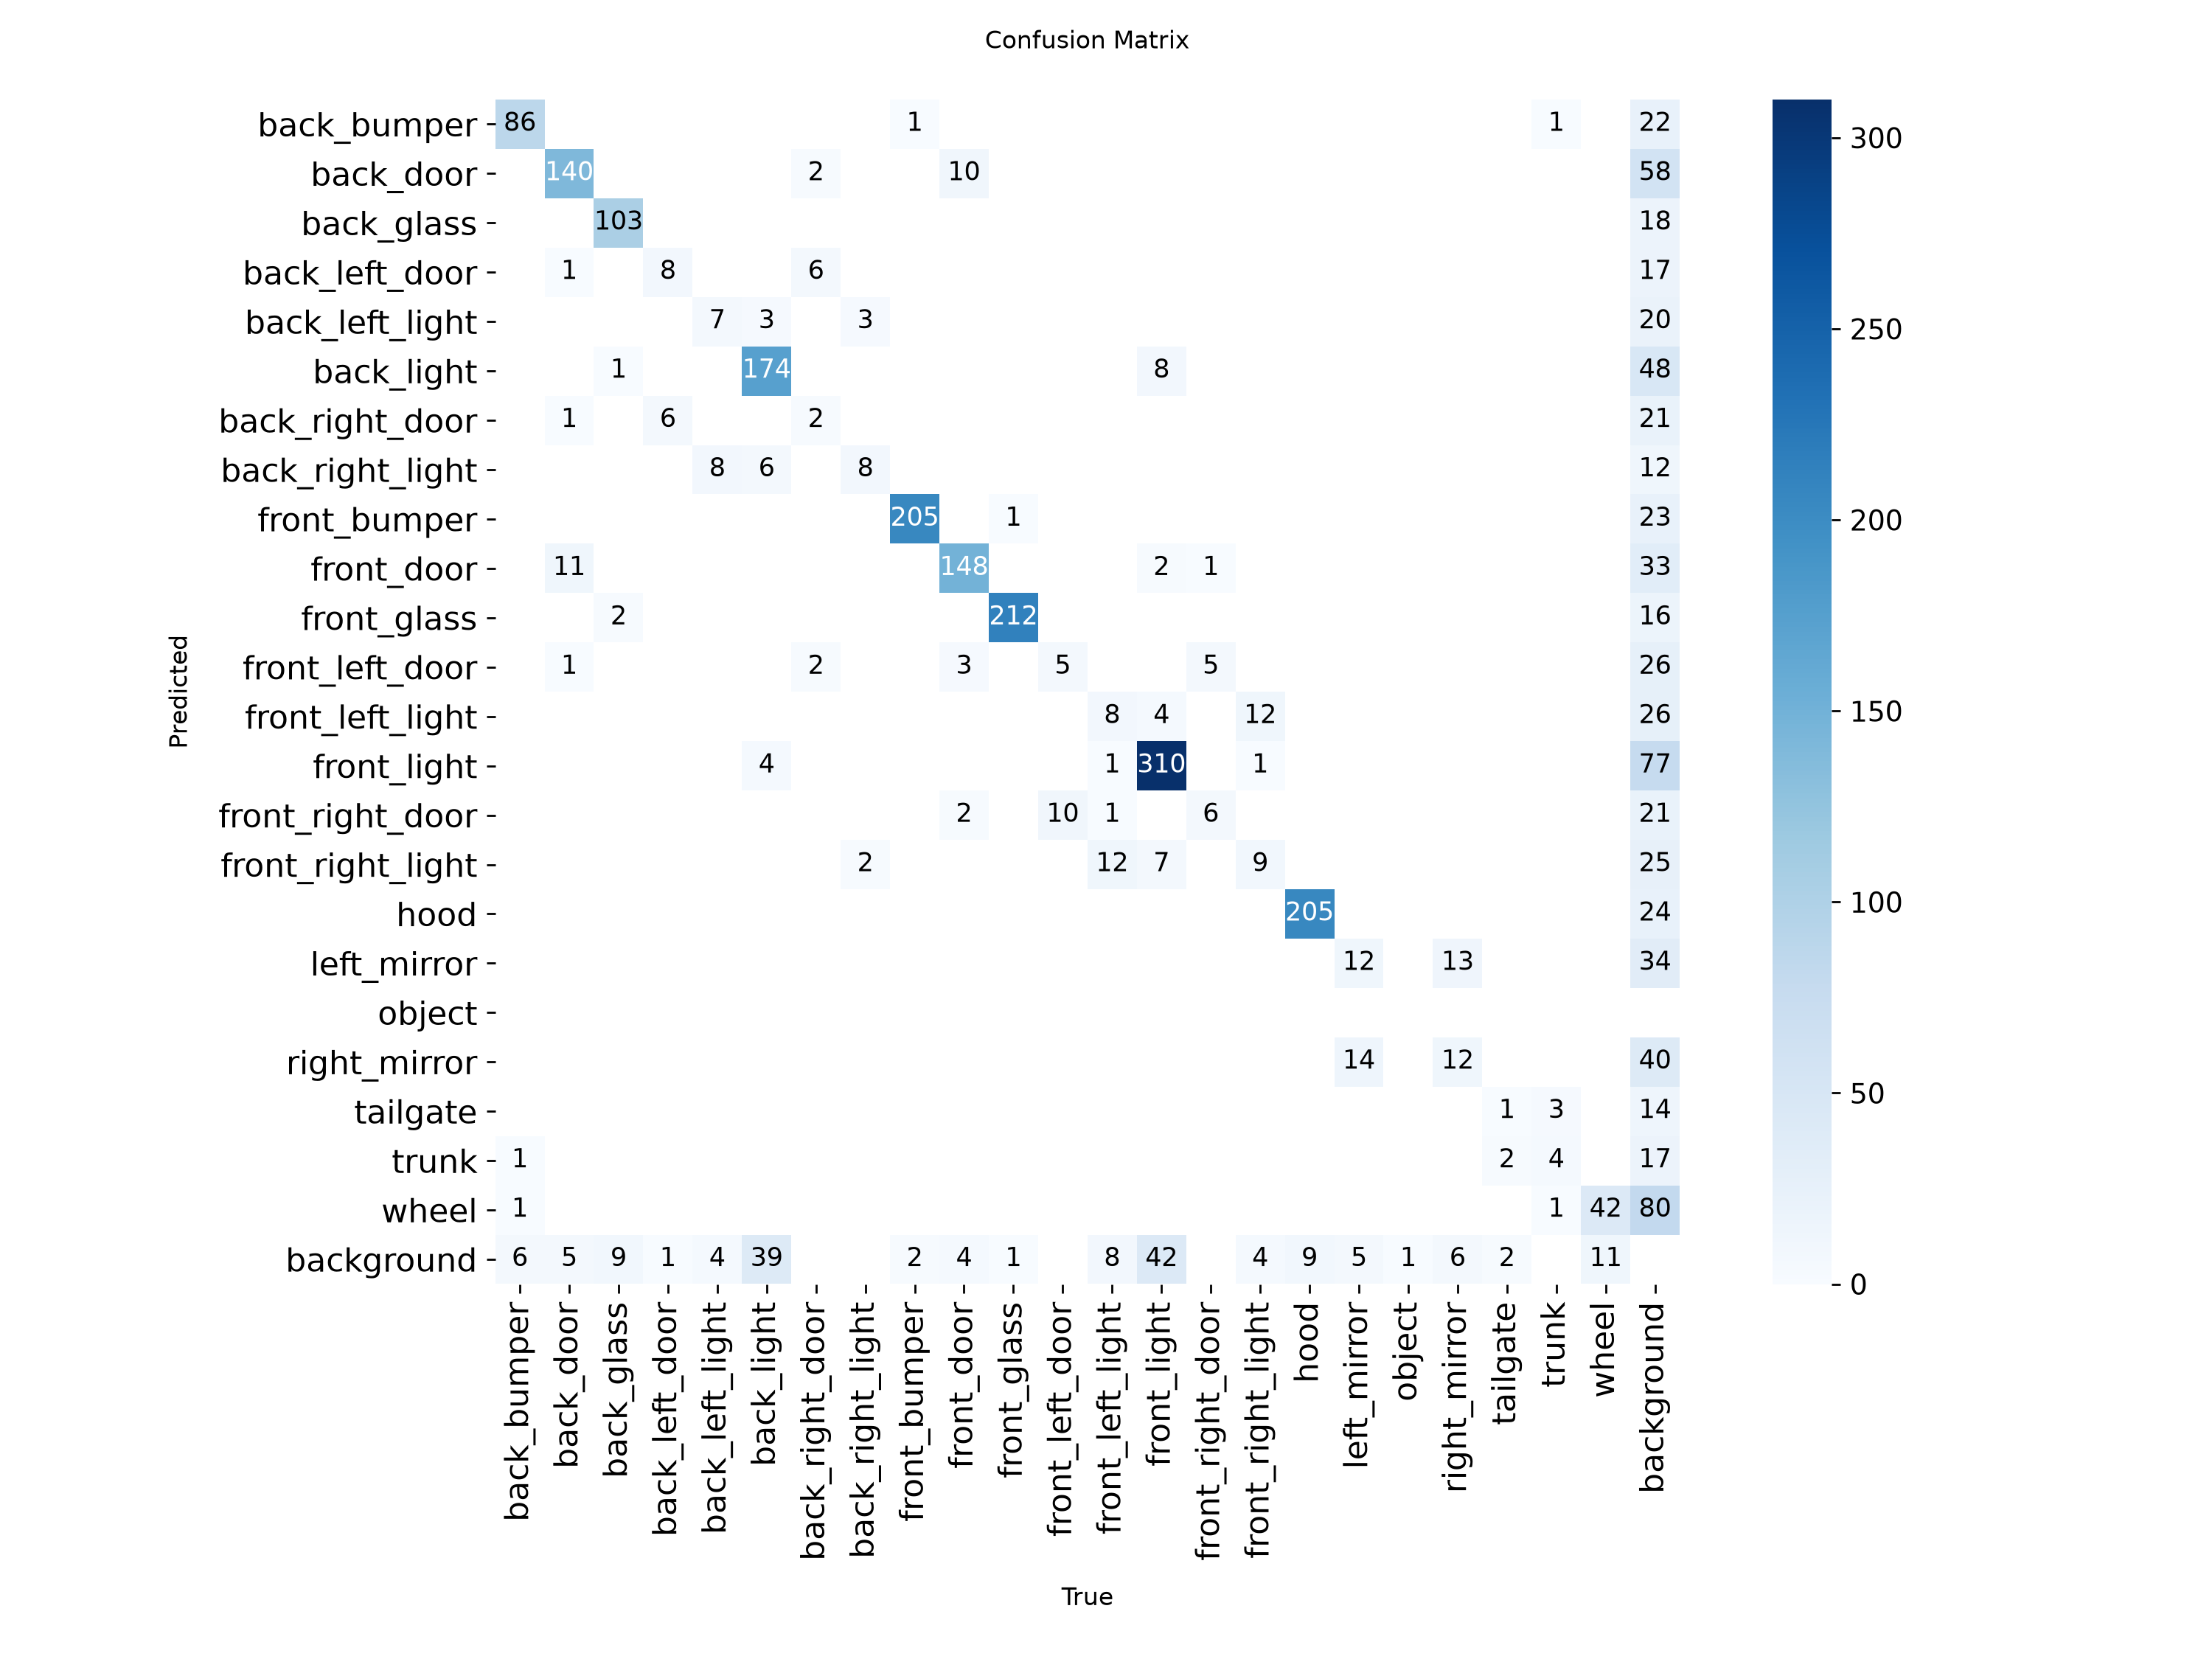 Confusion Matrix
back_bumper 86 1 1 22
back_door 140 2 10 58
back_glass 103 18
back_left_door 1 8 6 17
back_left_light 7 3 3 20
back_light 1 174 8 48
back_right_door 1 6 2 21
back_right_light 8 6 8 12
front_bumper 205 1 23
front_door 11 148 2 1 33
front_glass 2 212 16
front_left_door 1 2 3 5 5 26
front_left_light 8 4 12 26
front_light 4 1 310 1 77
front_right_door 2 10 1 6 21
front_right_light 2 12 7 9 25
hood 205 24
left_mirror 12 13 34
object
right_mirror 14 12 40
tailgate 1 3 14
trunk 1 2 4 17
wheel 1 1 42 80
background 6 5 9 1 4 39 2 4 1 8 42 4 9 5 1 6 2 11
Predicted
back_bumper
back_door
back_glass
back_left_door
back_left_light
back_light
back_right_door
back_right_light
front_bumper
front_door
front_glass
front_left_door
front_left_light
front_light
front_right_door
front_right_light
hood
left_mirror
object
right_mirror
tailgate
trunk
wheel
background
True
300
250
200
150
100
50
0